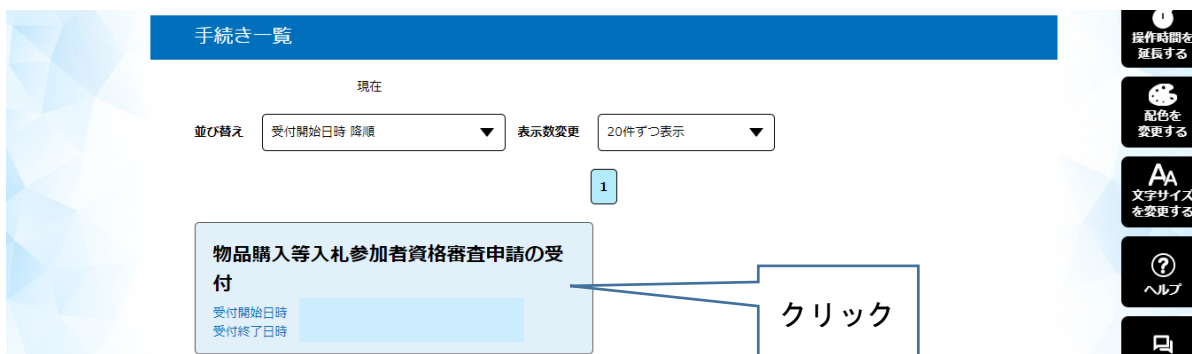 手続き一覧
現在
並び替え 受付開始日時 降順 表示数変更 20件ずつ表示
1
物品購入等入札参加者資格審査申請の受
付
受付開始日時
受付終了日時
クリック
操作時間を
延長する
配色を
変更する
文字サイズ
を変更する
ヘルプ